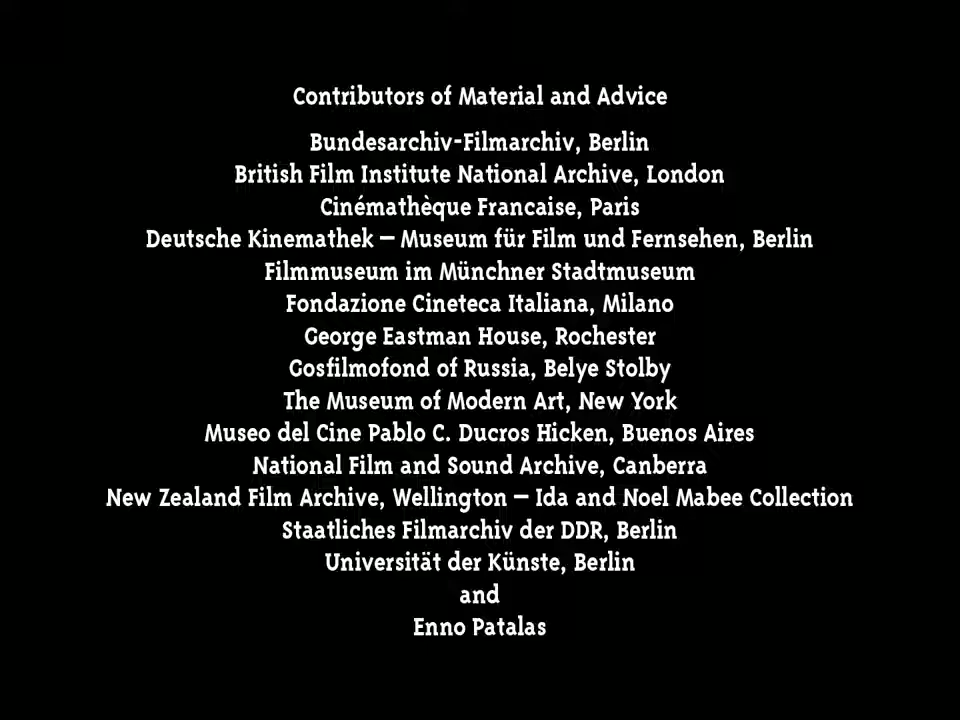 Contributors of Material and Advice
Bundesarchiv-Filmarchiv, Berlin
British Film Institute National Archive, London
Cinémathèque Francaise, Paris
Deutsche Kinemathek – Museum für Film und Fernsehen, Berlin
Filmmuseum im Münchner Stadtmuseum
Fondazione Cineteca Italiana, Milano
George Eastman House, Rochester
Gosfilmofond of Russia, Belye Stolby
The Museum of Modern Art, New York
Museo del Cine Pablo C. Ducros Hicken, Buenos Aires
National Film and Sound Archive, Canberra
New Zealand Film Archive, Wellington – Ida and Noel Mabee Collection
Staatliches Filmarchiv der DDR, Berlin
Universität der Künste, Berlin
and
Enno Patalas